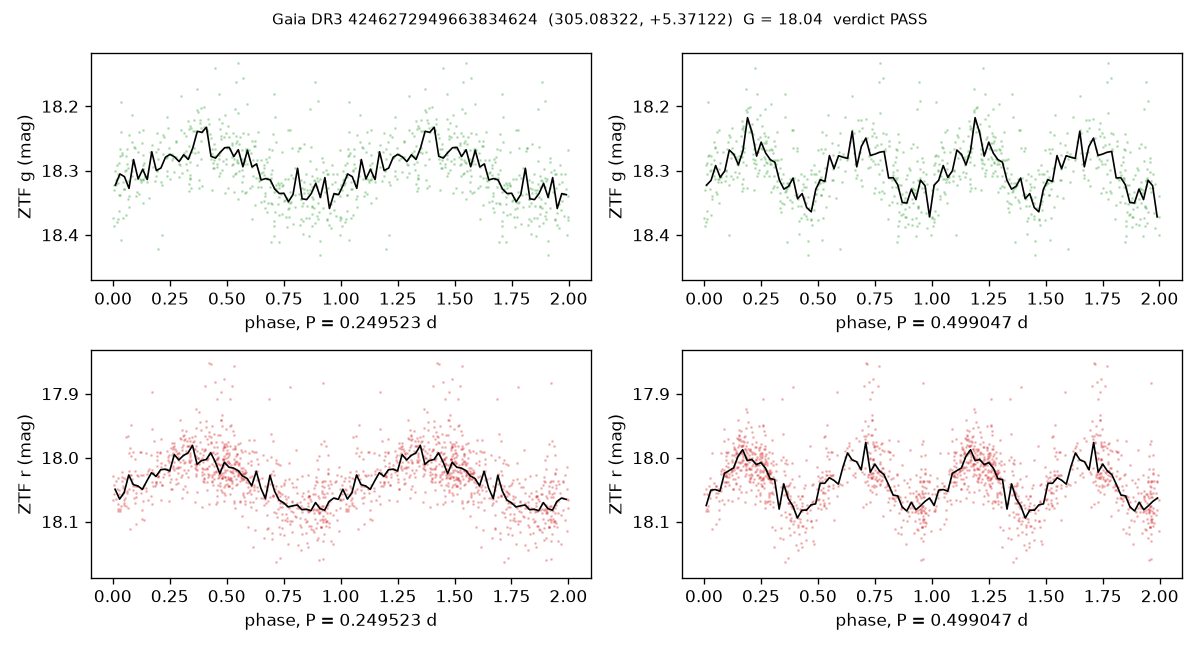 Gaia DR3 4246272949663834624 (305.08322, +5.37122) G = 18.04 verdict PASS
ZTF g (mag)
18.2
18.3
18.4
0.00 0.25 0.50 0.75 1.00 1.25 1.50 1.75 2.00
phase, P = 0.249523 d
ZTF g (mag)
18.2
18.3
18.4
0.00 0.25 0.50 0.75 1.00 1.25 1.50 1.75 2.00
phase, P = 0.499047 d
ZTF r (mag)
17.9
18.0
18.1
0.00 0.25 0.50 0.75 1.00 1.25 1.50 1.75 2.00
phase, P = 0.249523 d
ZTF r (mag)
17.9
18.0
18.1
0.00 0.25 0.50 0.75 1.00 1.25 1.50 1.75 2.00
phase, P = 0.499047 d